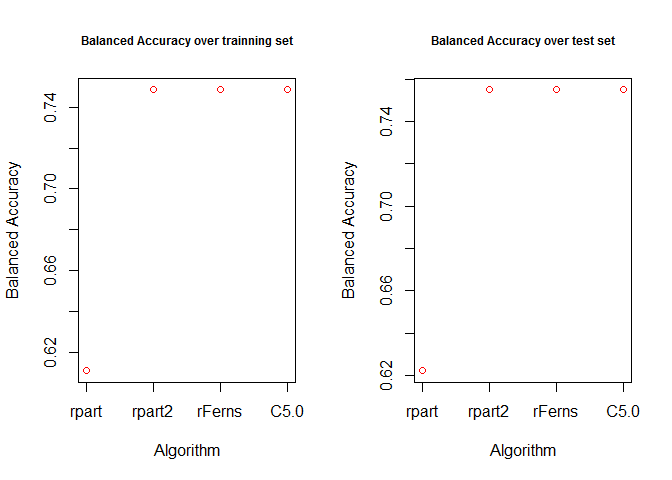 Balanced Accuracy over trainning set
Balanced Accuracy
0.74
0.70
0.66
0.62
rpart rpart2 rFerns C5.0
Algorithm
Balanced Accuracy over test set
Balanced Accuracy
0.74
0.70
0.66
0.62
rpart rpart2 rFerns C5.0
Algorithm